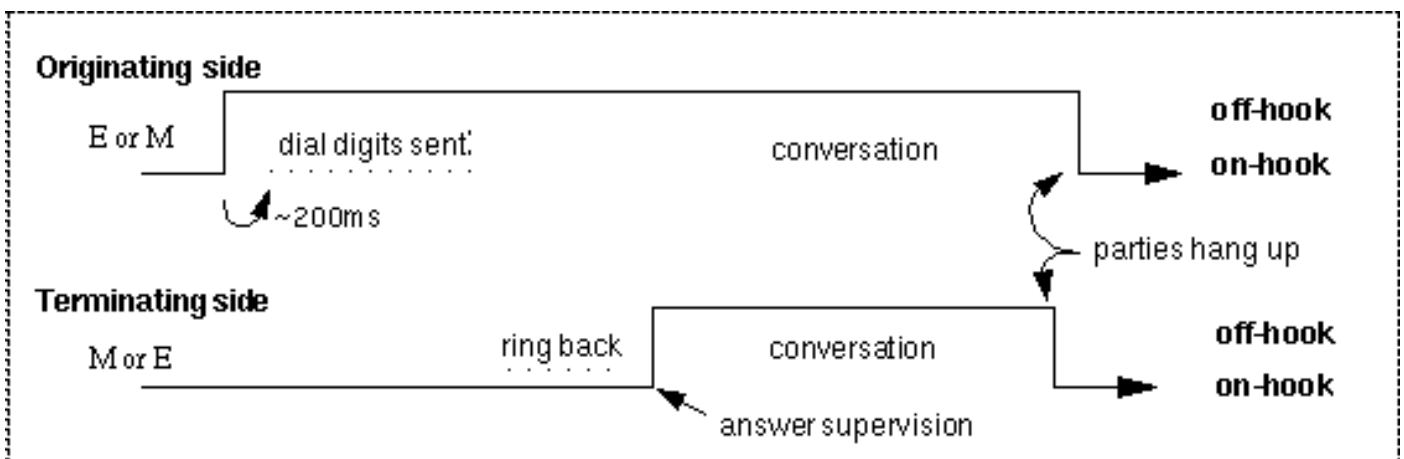 Originating side
E or M
dial digits sent.
conversation
off-hook
on-hook
~200ms
parties hang up
Terminating side
M or E
ring back
conversation
off-hook
on-hook
answer supervision